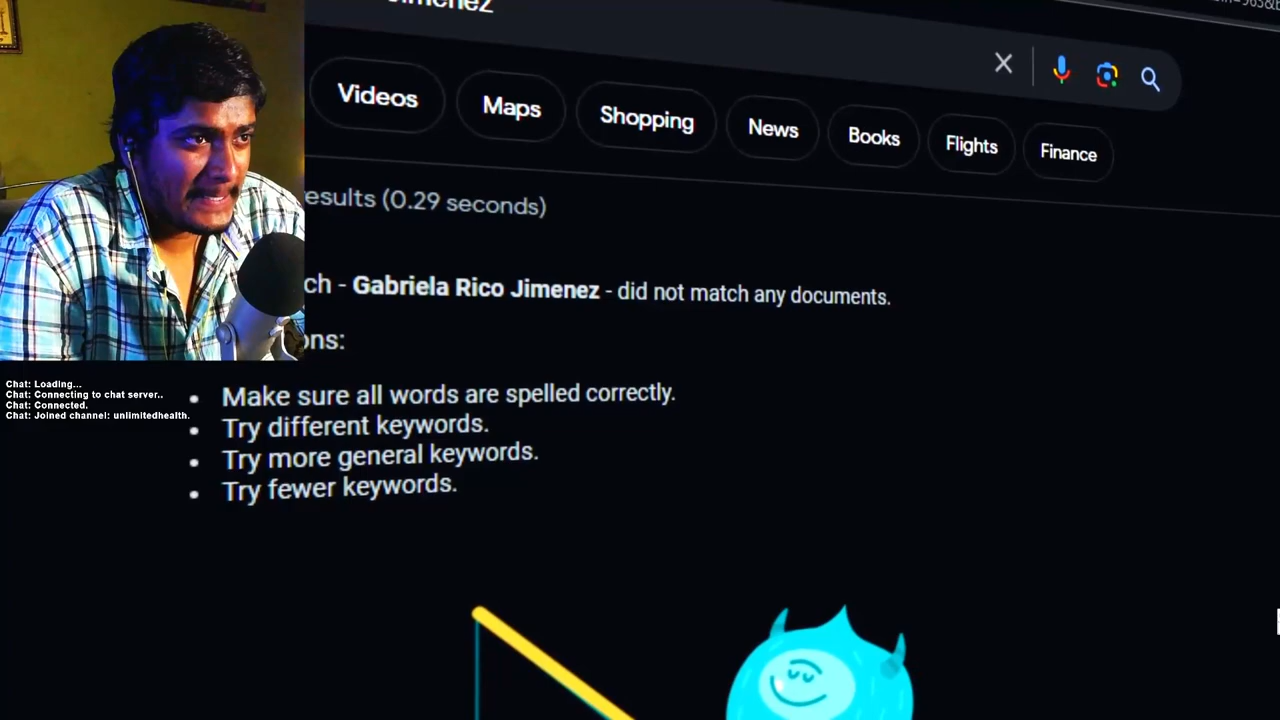 Videos
Maps
Shopping
News
Books
Flights
Finance
esults (0.29 seconds)
ch - Gabriela Rico Jimenez - did not match any documents.
ons:
• Make sure all words are spelled correctly.
• Try different keywords.
• Try more general keywords.
• Try fewer keywords.
Chat: Loading...
Chat: Connecting to chat server..
Chat: Connected.
Chat: Joined channel: unlimitedhealth.